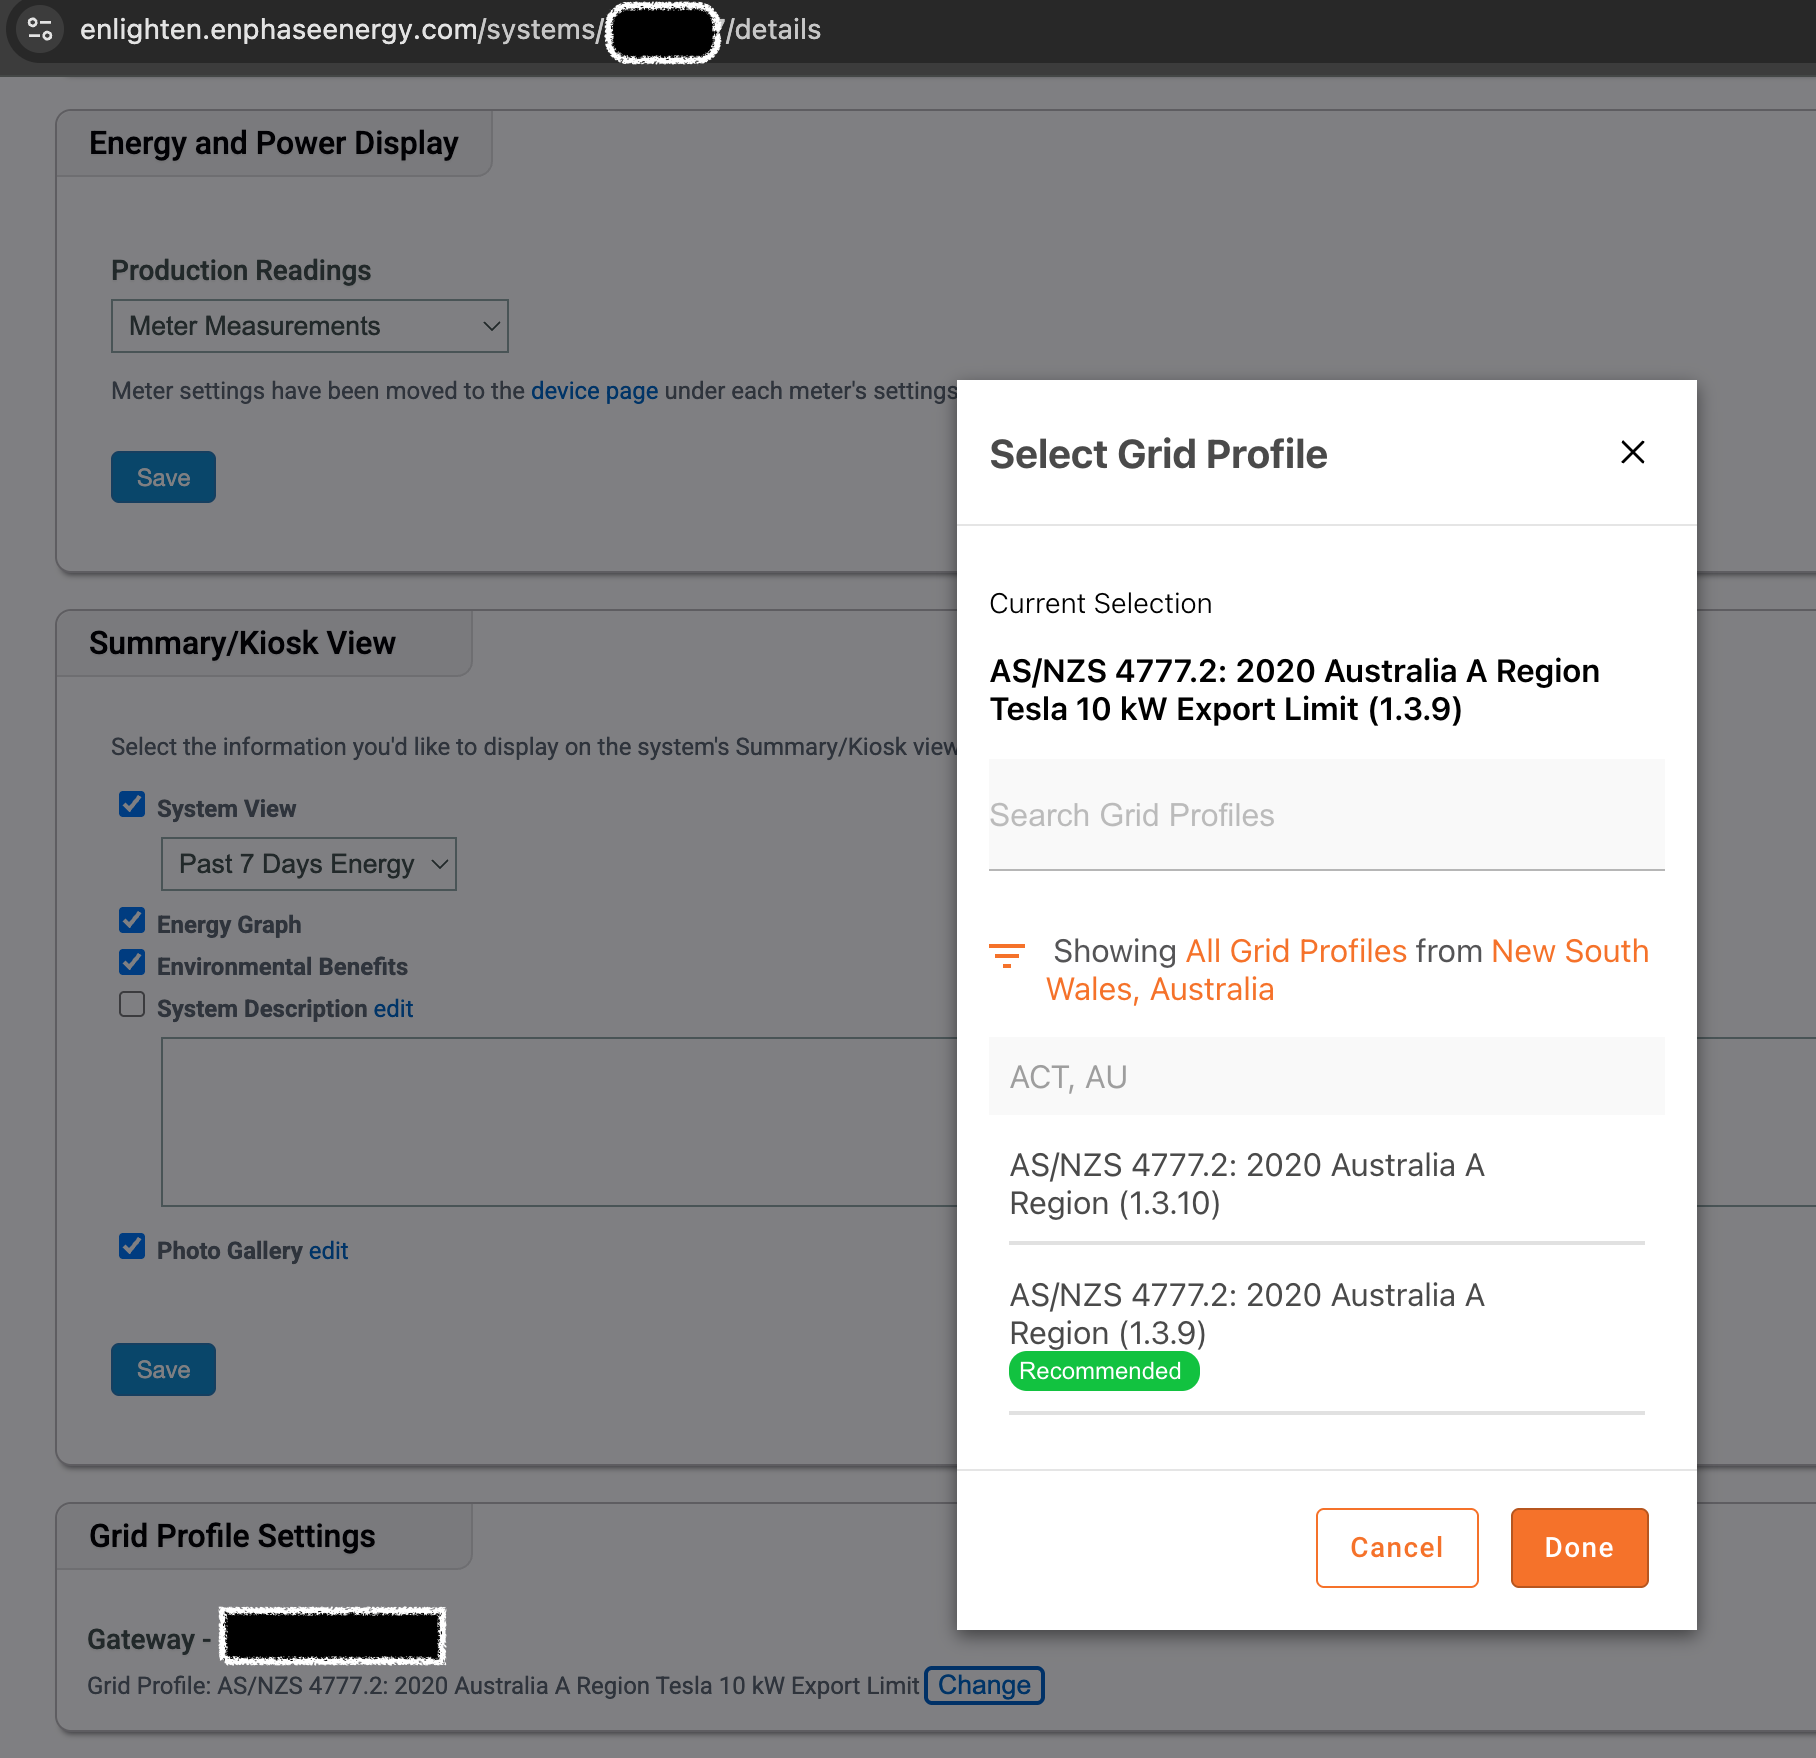 enlighten.enphaseenergy.com/systems/ /details
Energy and Power Display
Production Readings
Meter Measurements
Meter settings have been moved to the device page under each meter's settings
Save
Summary/Kiosk View
Select the information you'd like to display on the system's Summary/Kiosk view
System View
Past 7 Days Energy
Energy Graph
Environmental Benefits
System Description edit
Photo Gallery edit
Save
Grid Profile Settings
Gateway -
Grid Profile: AS/NZS 4777.2: 2020 Australia A Region Tesla 10 kW Export Limit Change
Select Grid Profile
Current Selection
AS/NZS 4777.2: 2020 Australia A Region
Tesla 10 kW Export Limit (1.3.9)
Search Grid Profiles
Showing All Grid Profiles from New South
Wales, Australia
ACT, AU
AS/NZS 4777.2: 2020 Australia A
Region (1.3.10)
AS/NZS 4777.2: 2020 Australia A
Region (1.3.9)
Recommended
Cancel
Done